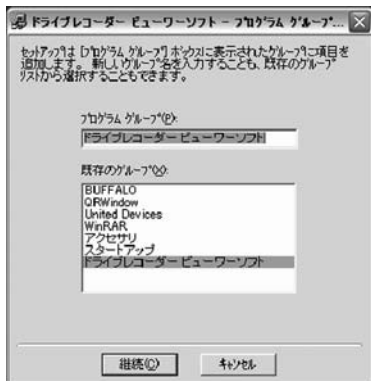 ドライブレコーダー ビューワーソフト - プログラム グループ...
セットアップは [プログラム グループ] ボックスに表示されたグループに項目を
追加します。 新しいグループ名を入力することも、既存のグループ
リストから選択することもできます。
プログラム グループ(P):
ドライブレコーダー ビューワーソフト
既存のグループ(X):
BUFFALO
QRWindow
United Devices
WinRAR
アクセサリ
スタートアップ
ドライブレコーダー ビューワーソフト
継続(C)
キャンセル